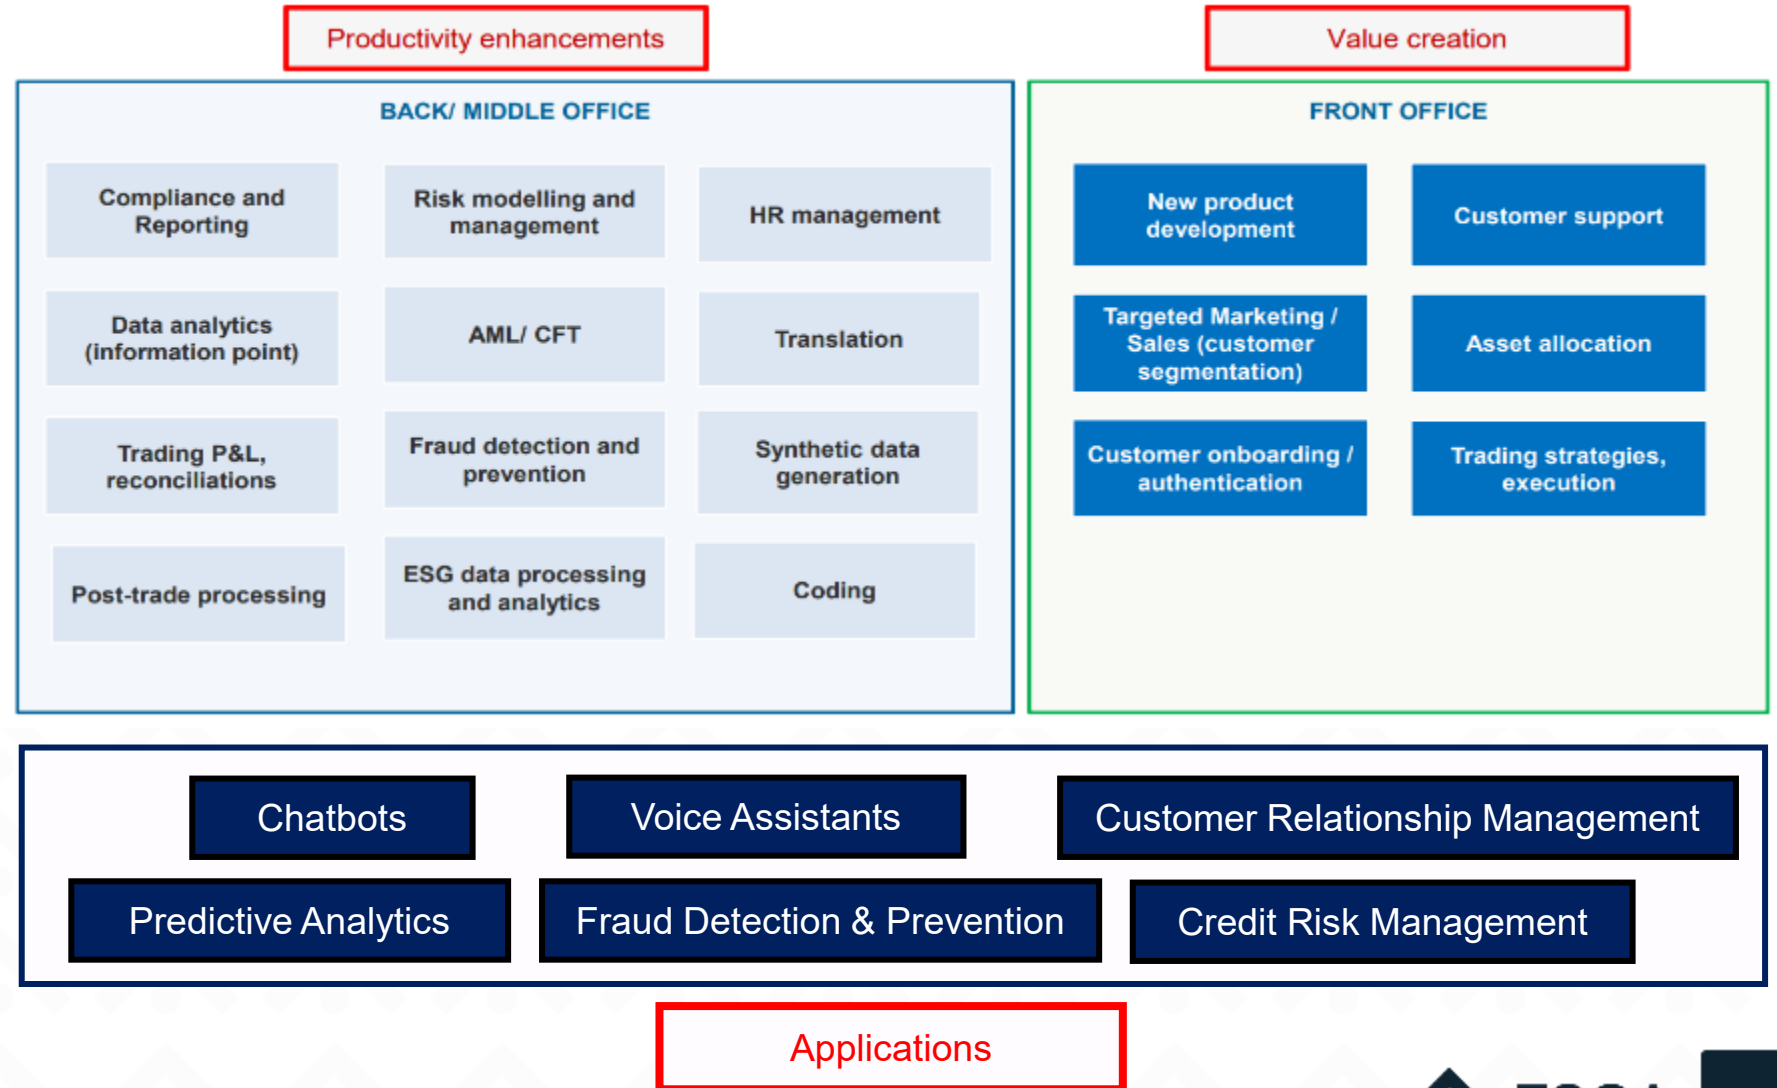 Productivity enhancements
Value creation
BACK/ MIDDLE OFFICE
Compliance and
Reporting
Risk modelling and
management
HR management
Data analytics
(information point)
AML/ CFT
Translation
Trading P&L,
reconciliations
Fraud detection and
prevention
Synthetic data
generation
Post-trade processing
ESG data processing
and analytics
Coding
FRONT OFFICE
New product
development
Customer support
Targeted Marketing /
Sales (customer
segmentation)
Asset allocation
Customer onboarding /
authentication
Trading strategies,
execution
Chatbots
Voice Assistants
Customer Relationship Management
Predictive Analytics
Fraud Detection & Prevention
Credit Risk Management
Applications